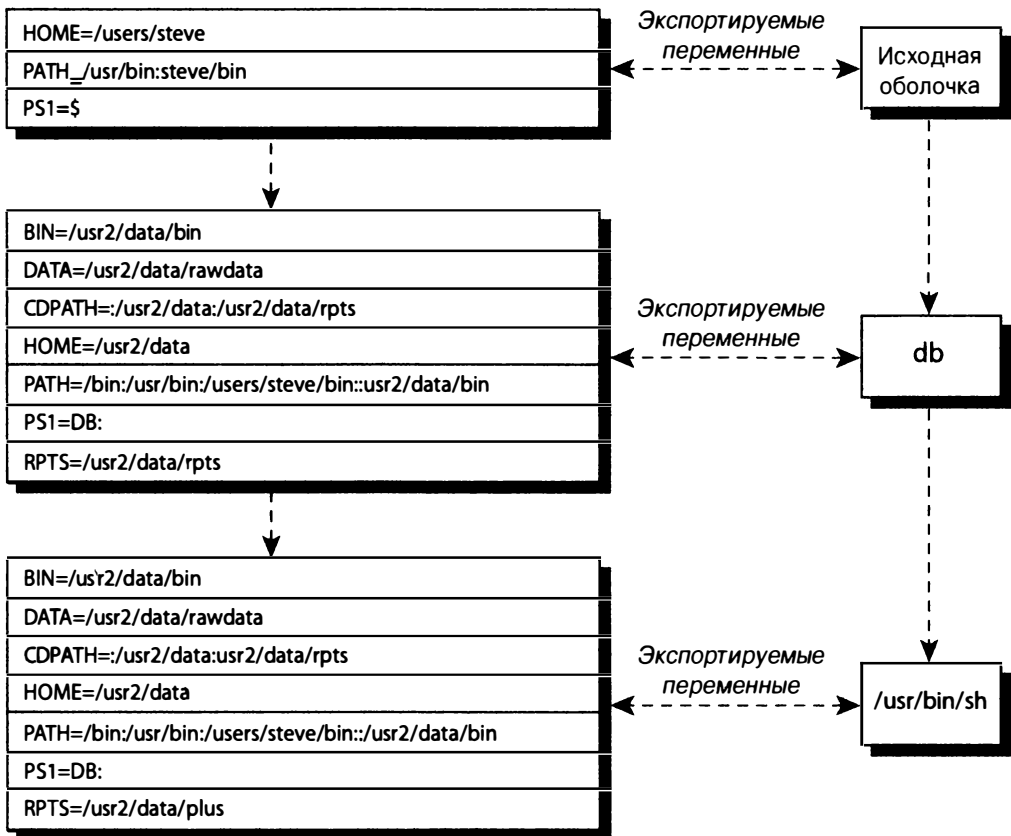 HOME=/users/steve
PATH_/usr/bin:steve/bin
PS1=$
Экспортируемые
переменные
Исходная
оболочка
BIN=/usr2/data/bin
DATA=/usr2/data/rawdata
CDPATH=:/usr2/data:/usr2/data/rpts
HOME=/usr2/data
PATH=/bin:/usr/bin:/users/steve/bin::usr2/data/bin
PS1=DB:
RPTS=/usr2/data/rpts
Экспортируемые
переменные
db
BIN=/usr2/data/bin
DATA=/usr2/data/rawdata
CDPATH=:/usr2/data:usr2/data/rpts
HOME=/usr2/data
PATH=/bin:/usr/bin:/users/steve/bin::/usr2/data/bin
PS1=DB:
RPTS=/usr2/data/plus
Экспортируемые
переменные
/usr/bin/sh